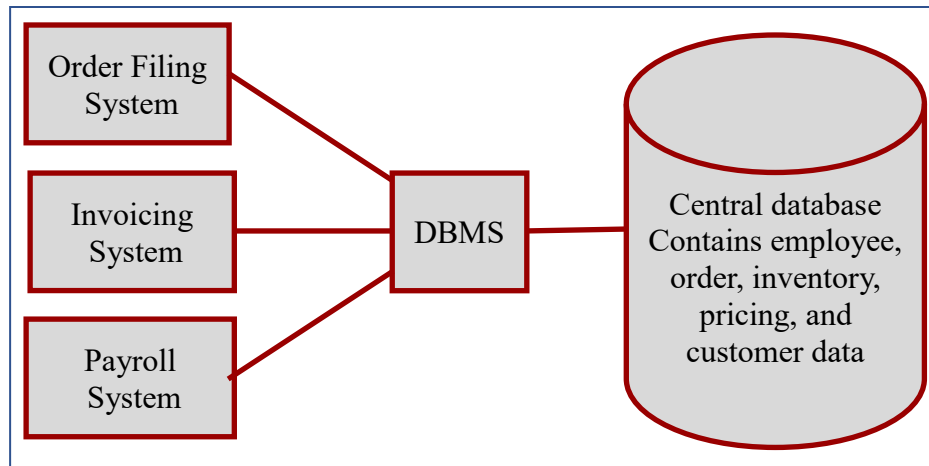 Order Filing
System
Invoicing
System
Payroll
System
DBMS
Central database
Contains employee,
order, inventory,
pricing, and
customer data